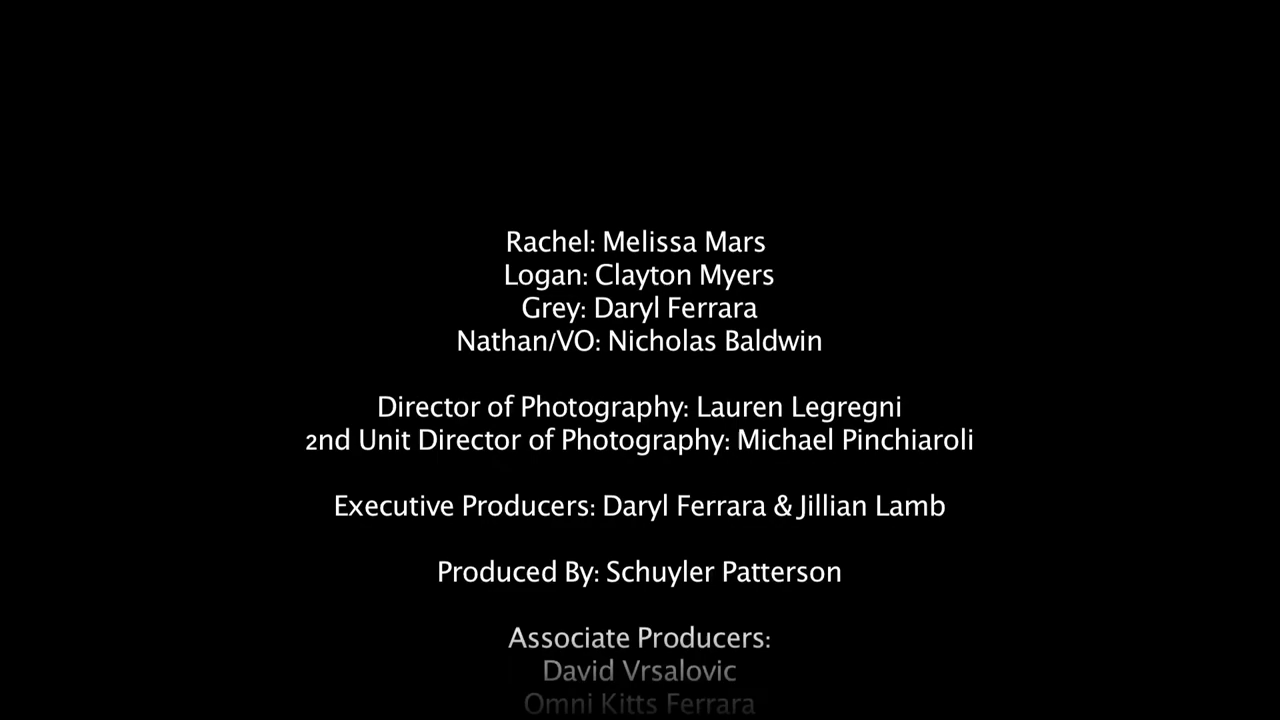 Rachel: Melissa Mars
Logan: Clayton Myers
Grey: Daryl Ferrara
Nathan/VO: Nicholas Baldwin
Director of Photography: Lauren Legregni
2nd Unit Director of Photography: Michael Pinchiaroli
Executive Producers: Daryl Ferrara & Jillian Lamb
Produced By: Schuyler Patterson
Associate Producers:
David Vrsalovic
Omni Kitts Ferrara